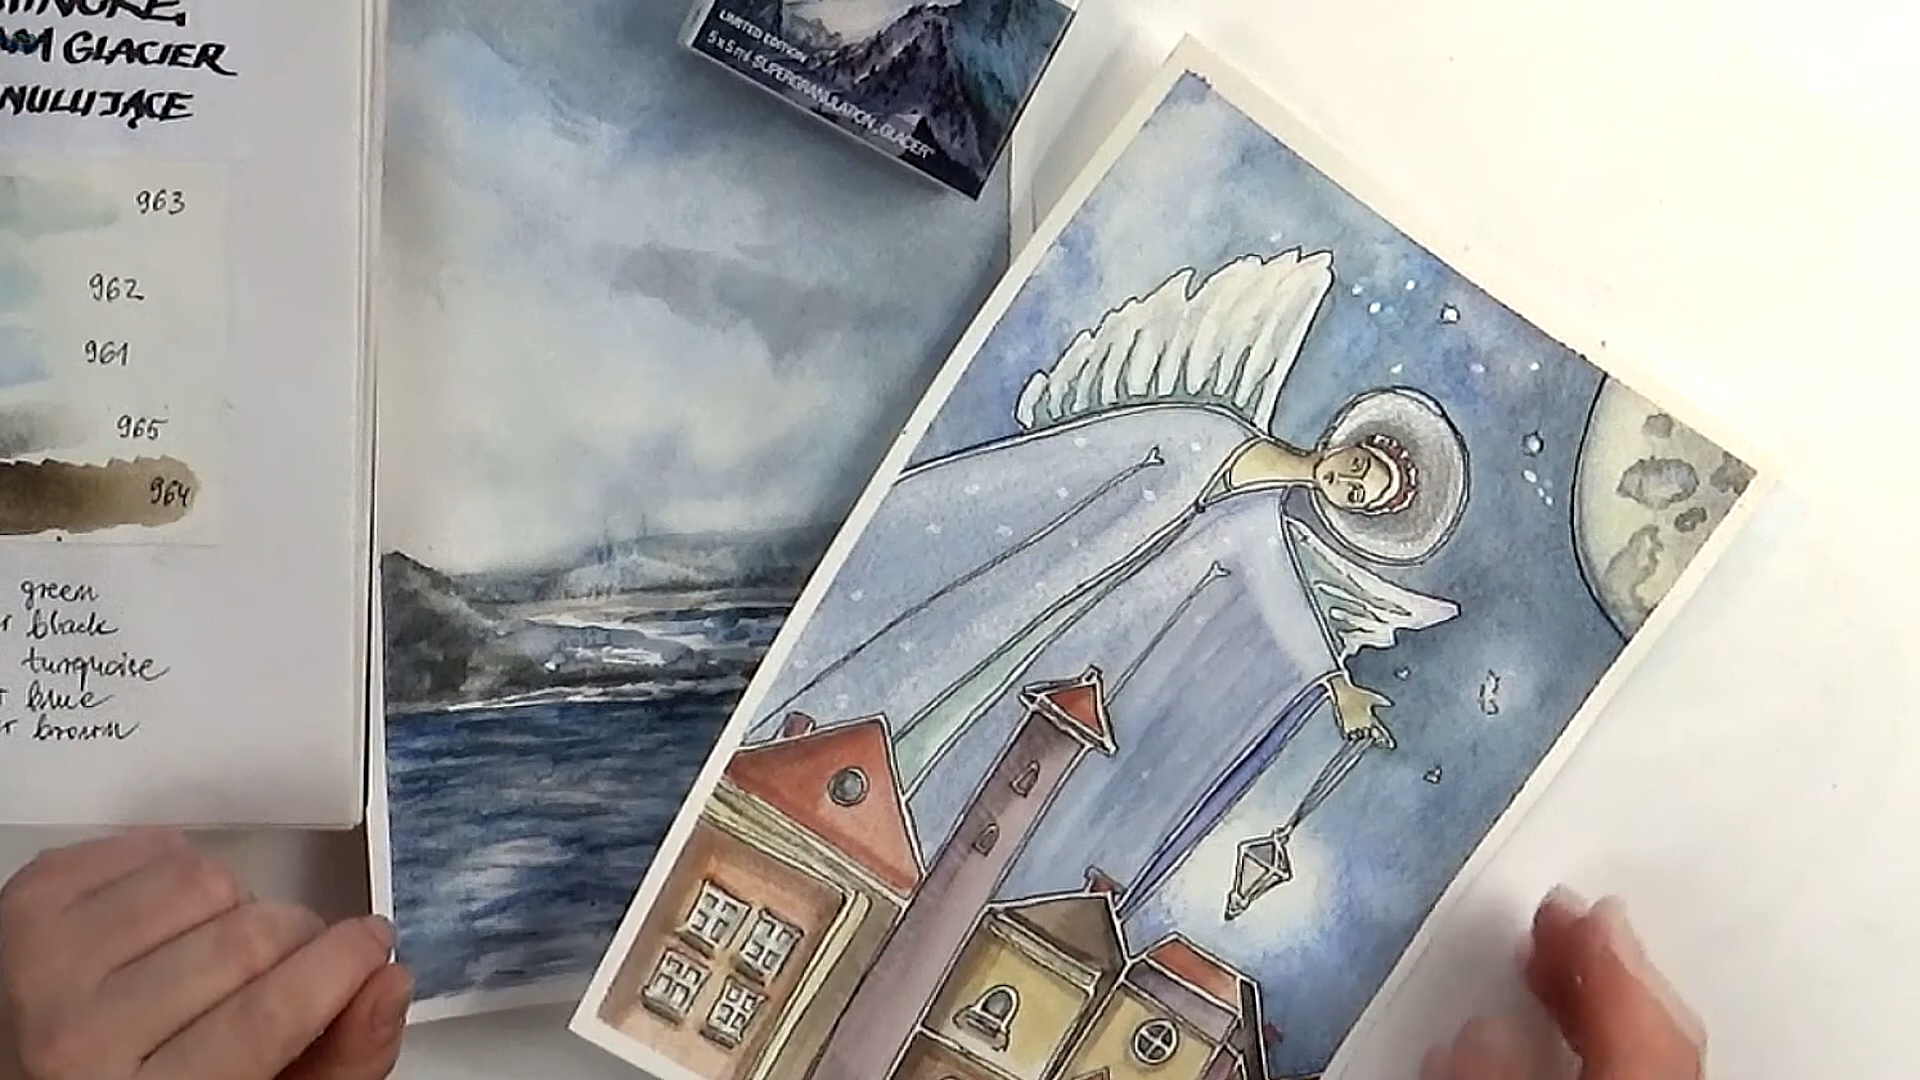 GLACIER
963
962
961
965
964
green
black
turquoise
blue
brown
LIMITED EDITION
5 x 5 ml SUPERGRANULATION „GLACIER"